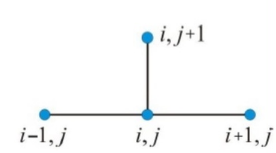 i, j+1
i−1, j i, j i+1, j